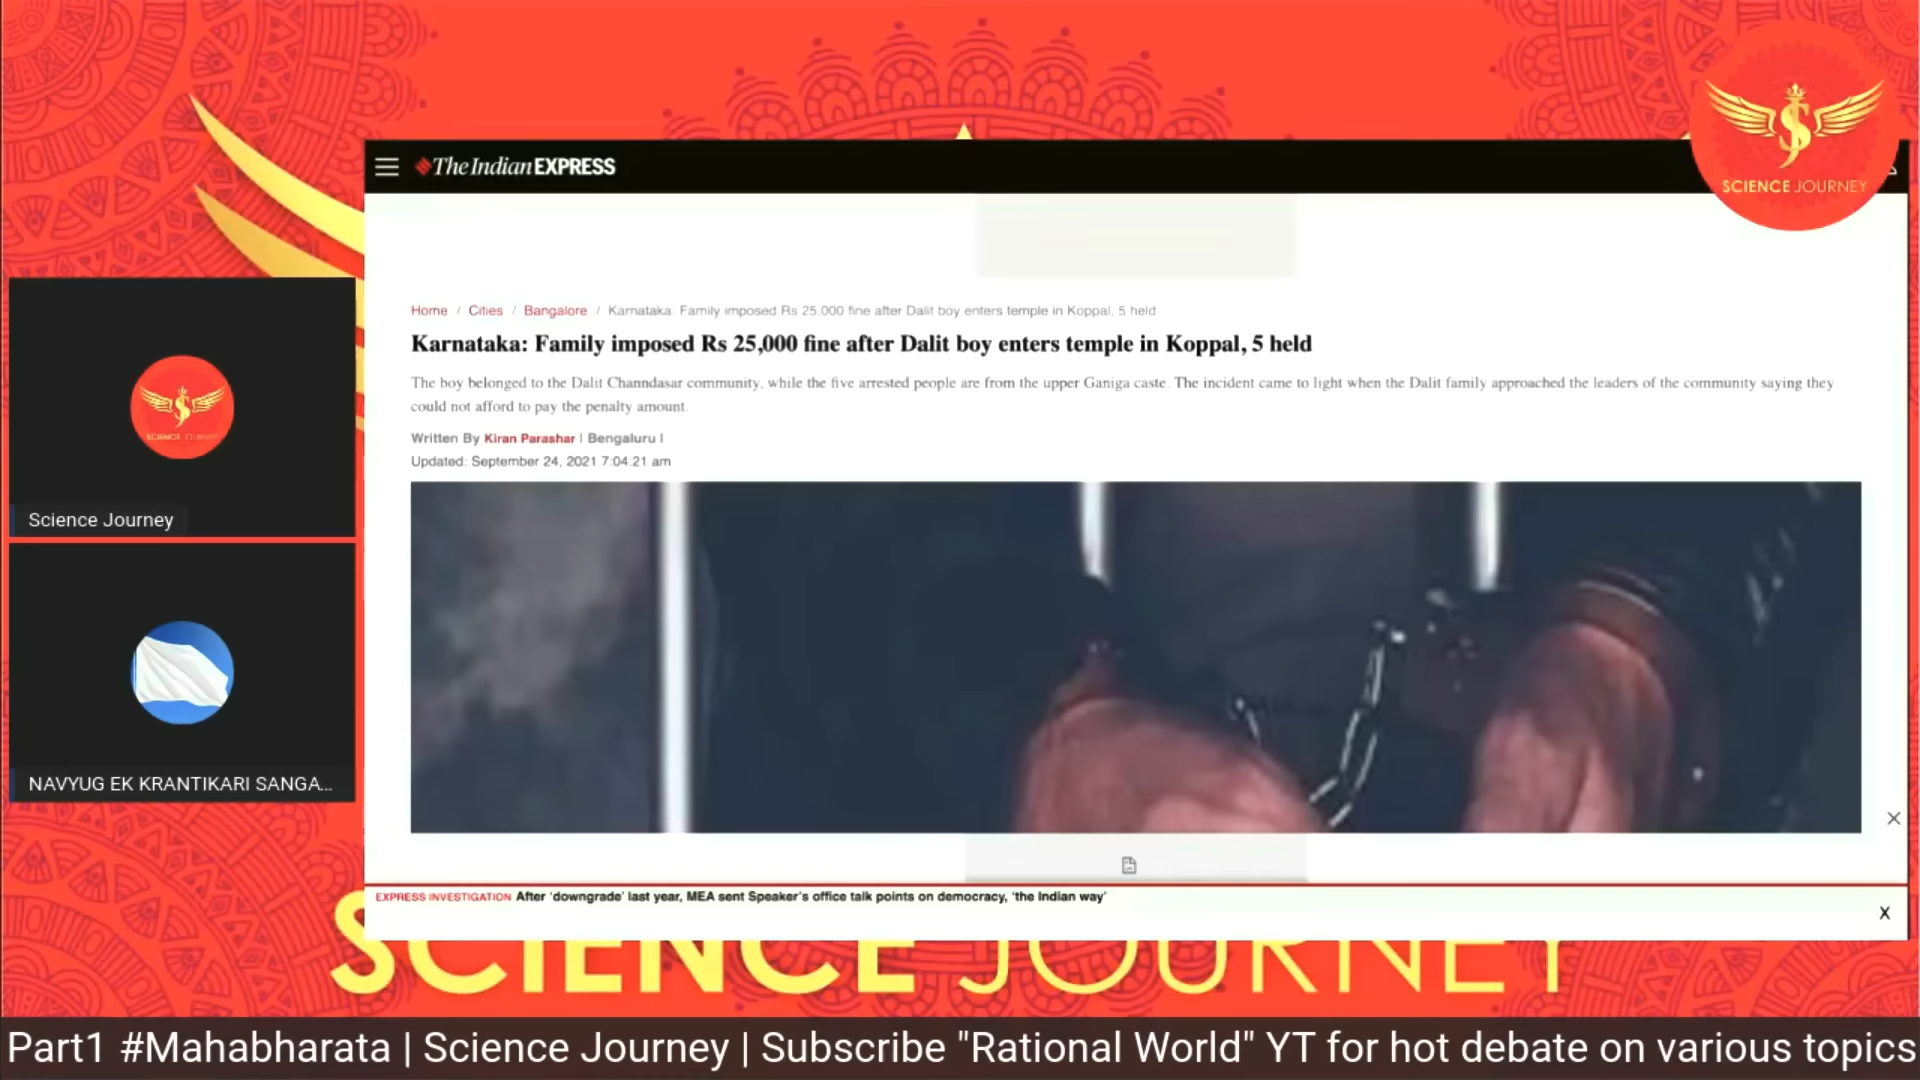 SCIENCE JOURNEY
The Indian EXPRESS
Home / Cities / Bangalore / Karnataka: Family imposed Rs 25,000 fine after Dalit boy enters temple in Koppal, 5 held
Karnataka: Family imposed Rs 25,000 fine after Dalit boy enters temple in Koppal, 5 held
The boy belonged to the Dalit Channdasar community, while the five arrested people are from the upper Ganiga caste. The incident came to light when the Dalit family approached the leaders of the community saying they
could not afford to pay the penalty amount.
Written By Kiran Parashar | Bengaluru |
Updated: September 24, 2021 7:04:21 am
SCIENCE JOURNEY
Science Journey
NAVYUG EK KRANTIKARI SANGA...
EXPRESS INVESTIGATION After 'downgrade' last year, MEA sent Speaker's office talk points on democracy, 'the Indian way'
X
SCIENCE JOURNEY
Part1 #Mahabharata | Science Journey | Subscribe "Rational World" YT for hot debate on various topics